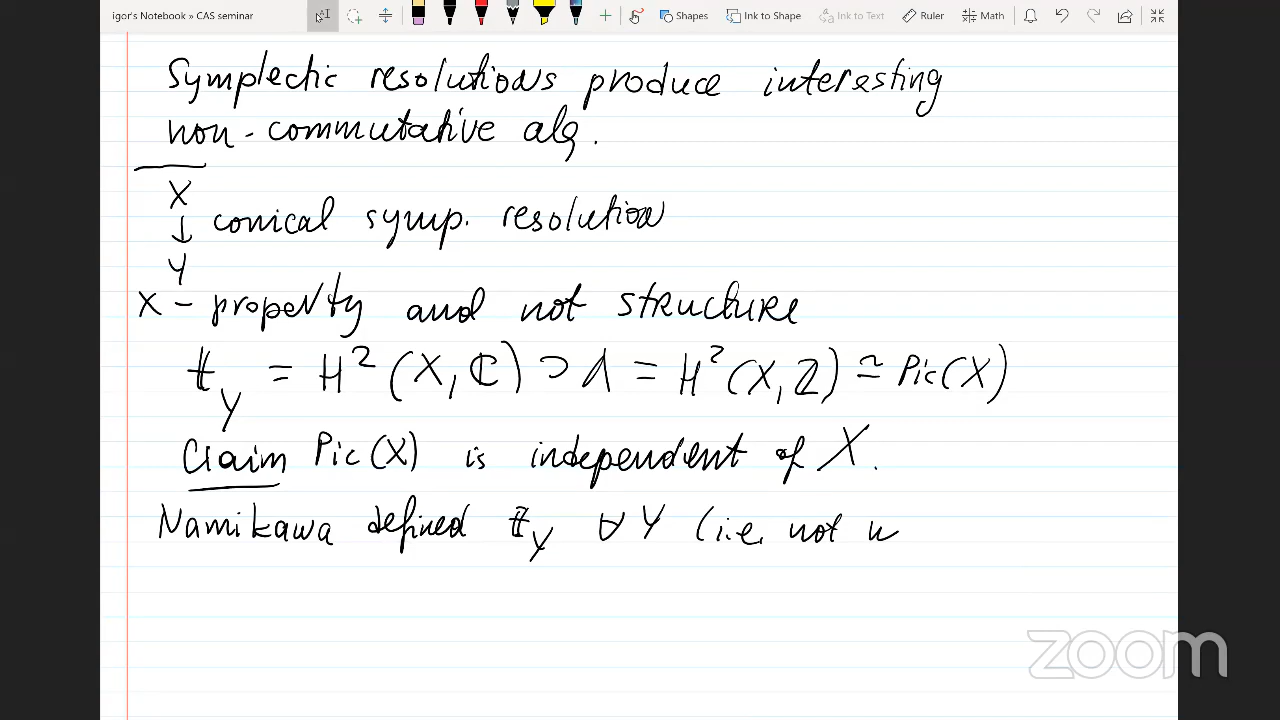 igor's Notebook » CAS seminar
Shapes Ink to Shape Ink to Text Ruler Math
Symplectic resolutions produce interesting
non-commutative alg.
X
↓ conical symp. resolution
Y
X - property and not structure
𝕥_Y = H²(X, ℂ) ⊃ Λ = H²(X, ℤ) ≃ Pic(X)
Claim Pic(X) is independent of X.
Namikawa defined 𝕥_Y ∀ Y (i.e. not
zoom